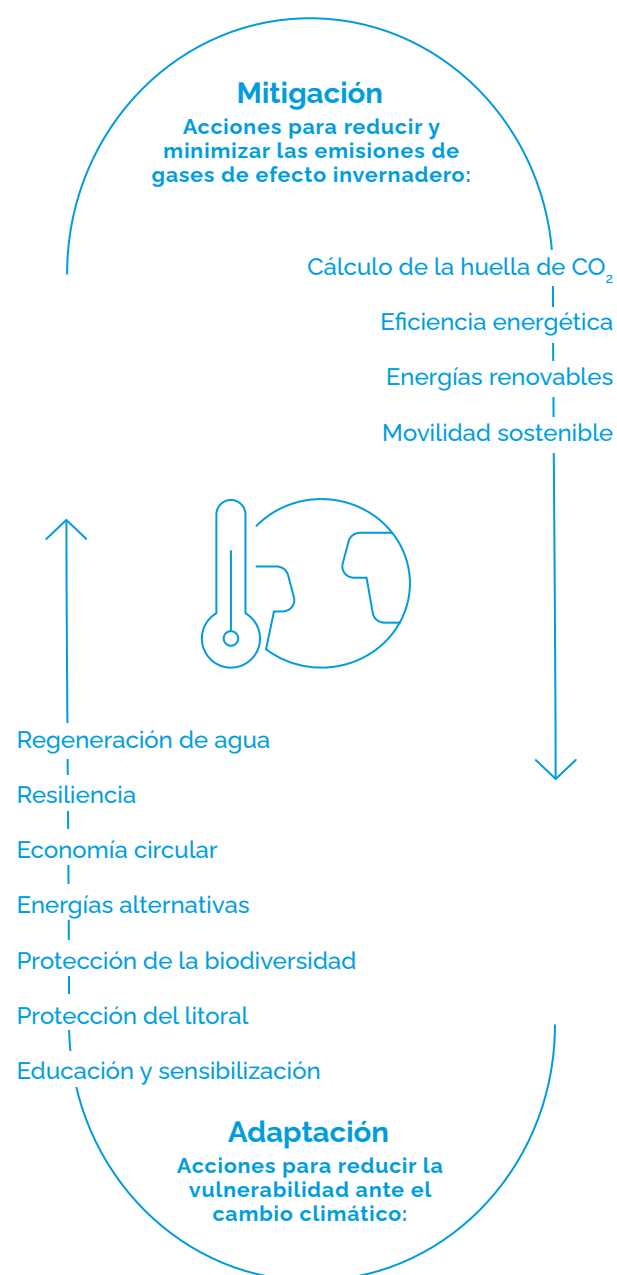 Mitigación
Acciones para reducir y
minimizar las emisiones de
gases de efecto invernadero:
Cálculo de la huella de CO₂
Eficiencia energética
Energías renovables
Movilidad sostenible
Regeneración de agua
Resiliencia
Economía circular
Energías alternativas
Protección de la biodiversidad
Protección del litoral
Educación y sensibilización
Adaptación
Acciones para reducir la
vulnerabilidad ante el
cambio climático: